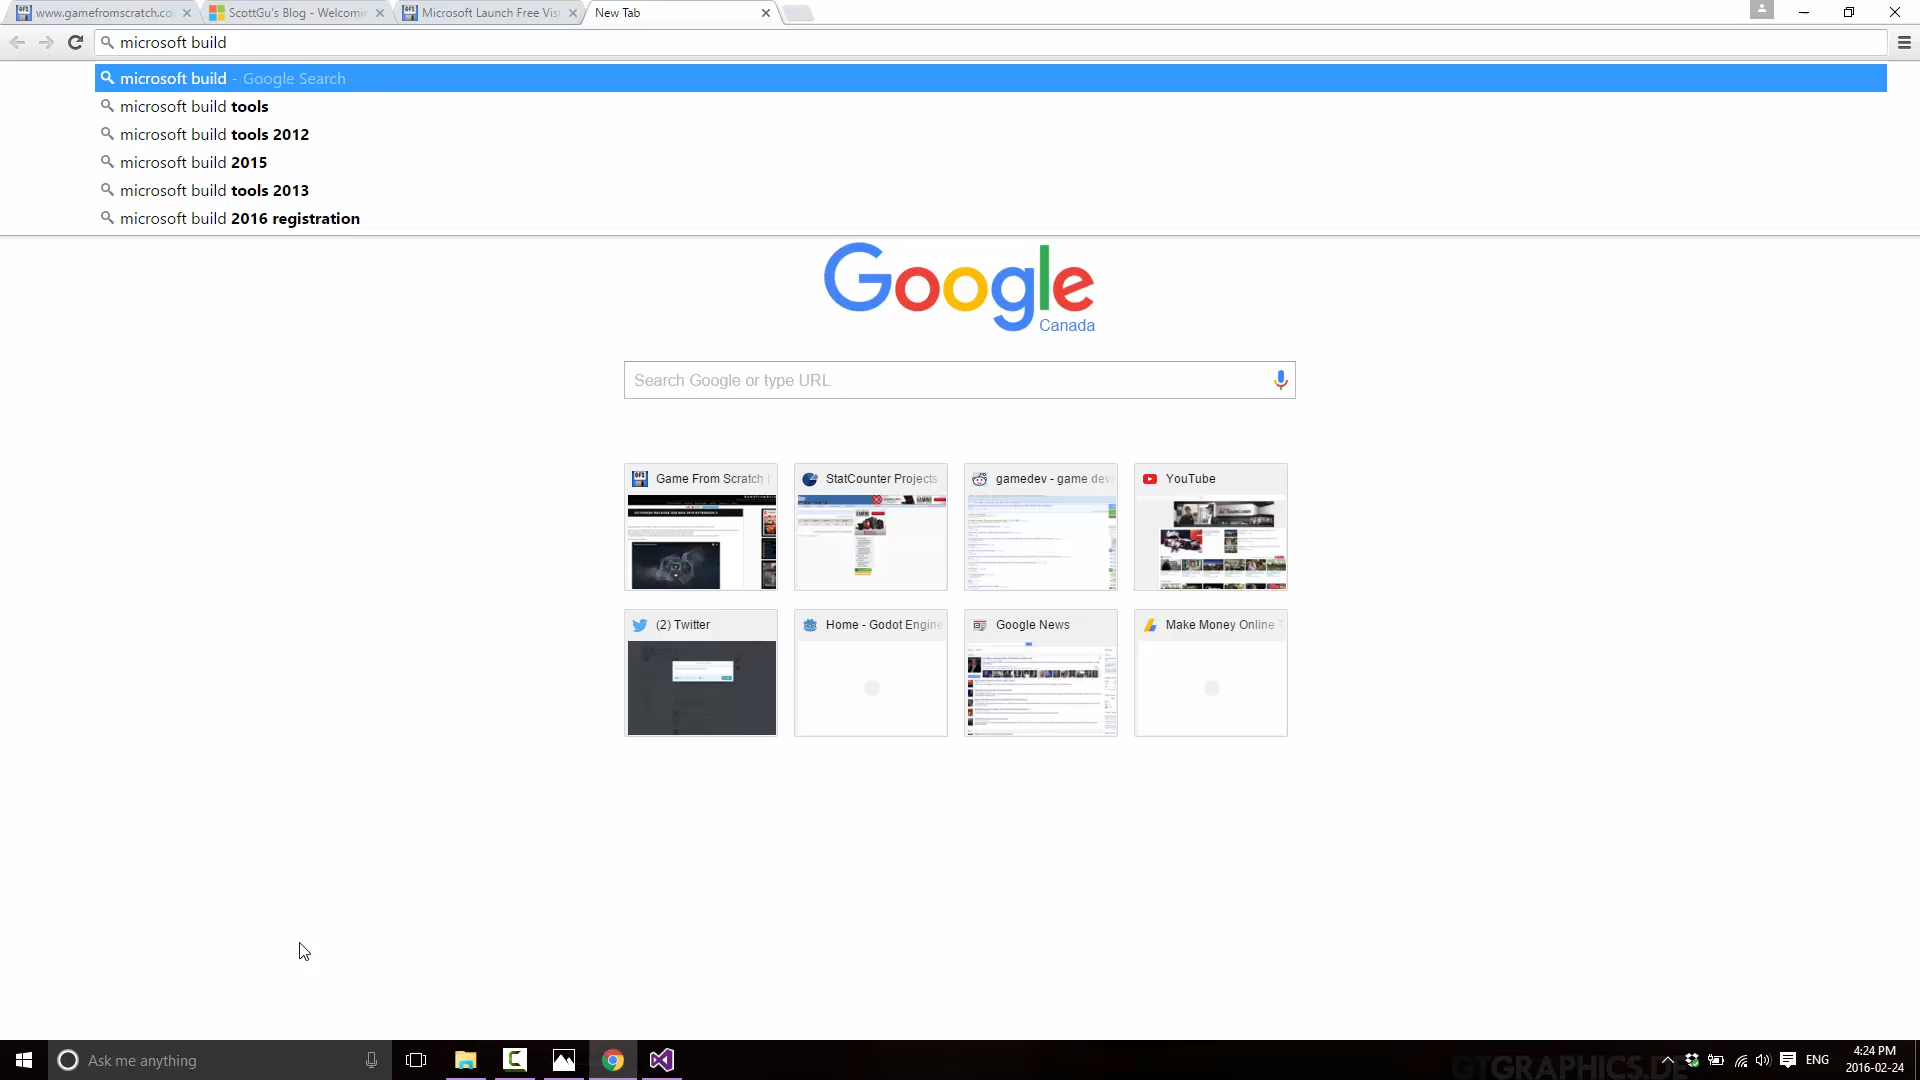 www.gamefromscratch.co
ScottGu's Blog - Welcomi
Microsoft Launch Free Vis
New Tab
microsoft build
microsoft build - Google Search
microsoft build tools
microsoft build tools 2012
microsoft build 2015
microsoft build tools 2013
microsoft build 2016 registration
Google
Canada
Search Google or type URL
Game From Scratch
StatCounter Projects
gamedev - game dev
YouTube
(2) Twitter
Home - Godot Engine
Google News
Make Money Online T
Ask me anything
GTGRAPHICS.DE
ENG
4:24 PM
2016-02-24